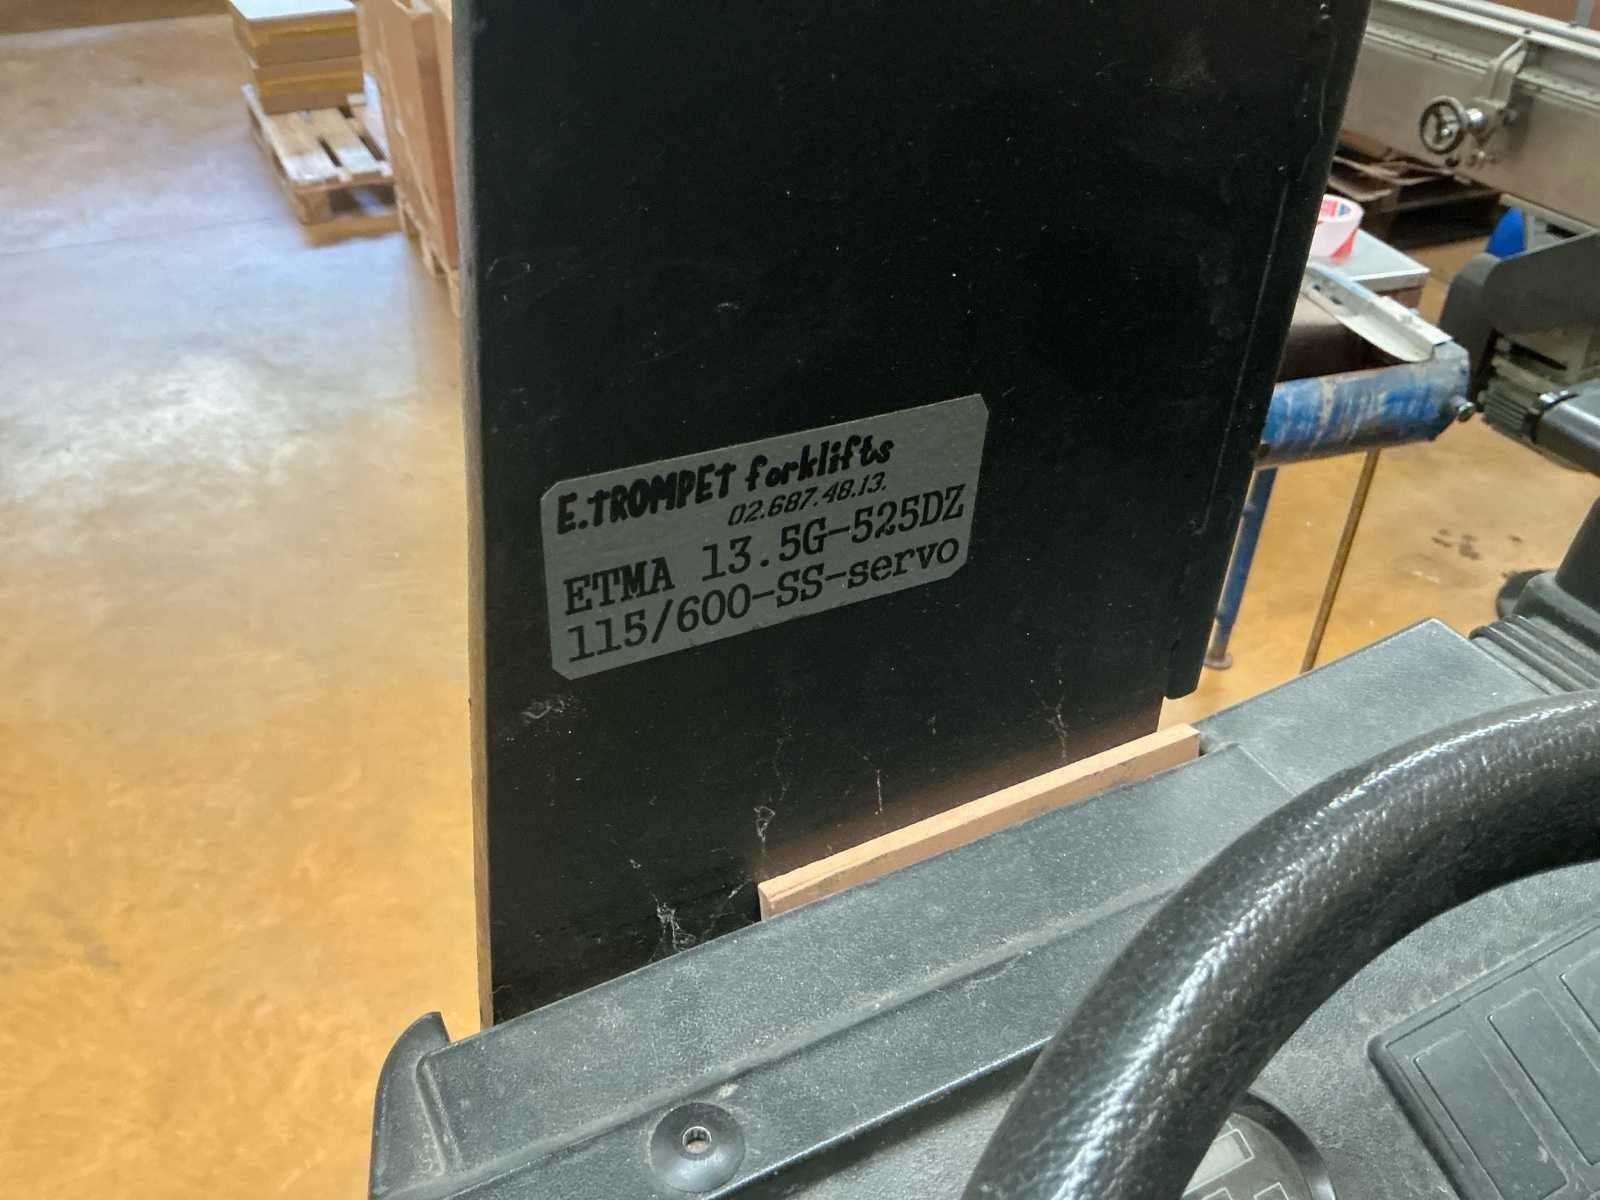 E.TROMPET forklifts
02.687.48.13.
ETMA 13.5G-525DZ
115/600-SS-servo